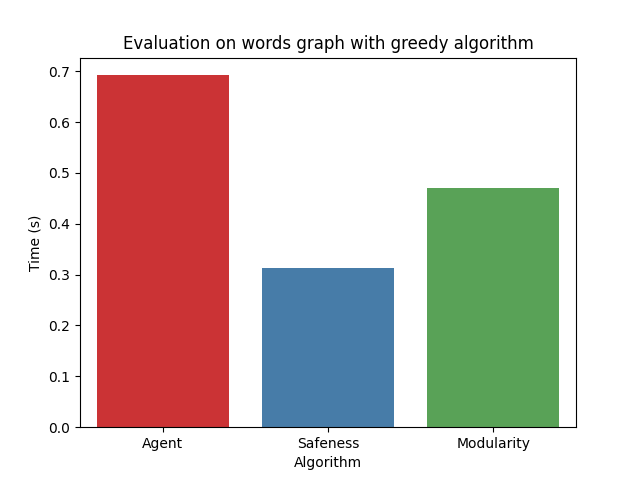 Evaluation on words graph with greedy algorithm
0.7
0.6
0.5
0.4
0.3
0.2
0.1
0.0
Time (s)
Agent Safeness Modularity
Algorithm